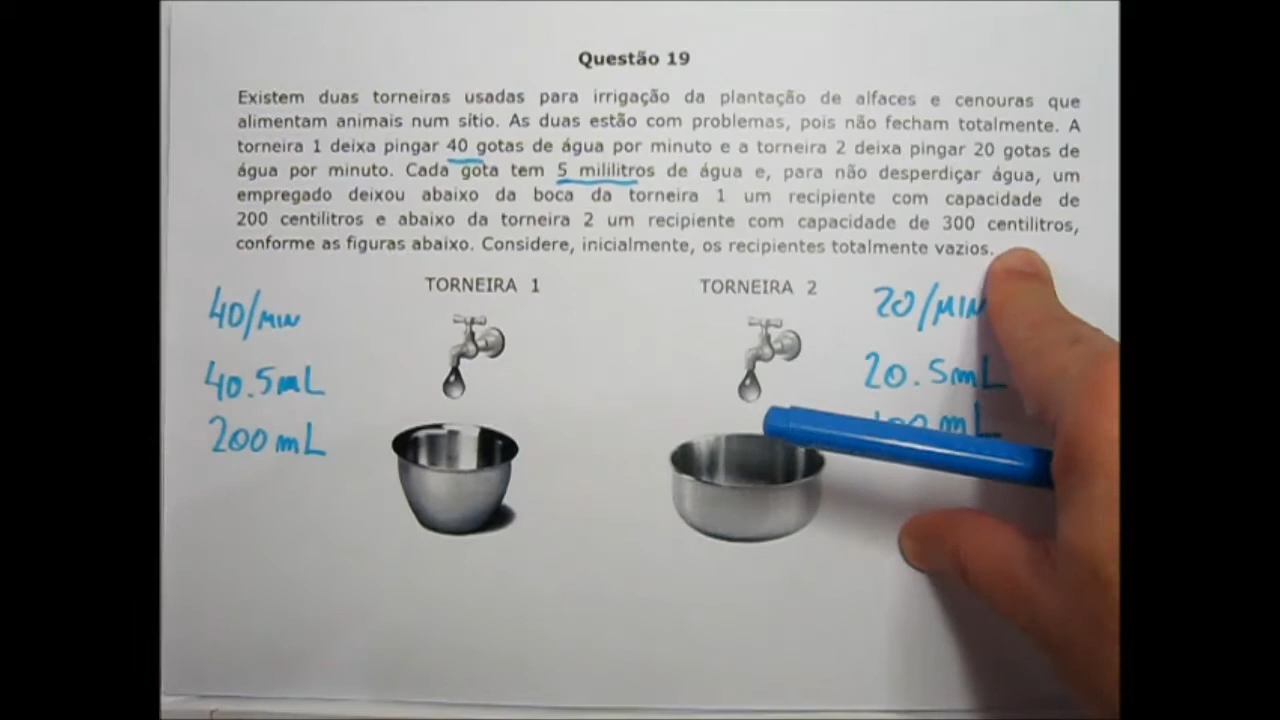 Questão 19
Existem duas torneiras usadas para irrigação da plantação de alfaces e cenouras que
alimentam animais num sítio. As duas estão com problemas, pois não fecham totalmente. A
torneira 1 deixa pingar 40 gotas de água por minuto e a torneira 2 deixa pingar 20 gotas de
água por minuto. Cada gota tem 5 mililitros de água e, para não desperdiçar água, um
empregado deixou abaixo da boca da torneira 1 um recipiente com capacidade de
200 centilitros e abaixo da torneira 2 um recipiente com capacidade de 300 centilitros,
conforme as figuras abaixo. Considere, inicialmente, os recipientes totalmente vazios.
TORNEIRA 1
TORNEIRA 2
40/MIN
40.5mL
200 mL
20/MIN
20.5mL
mL